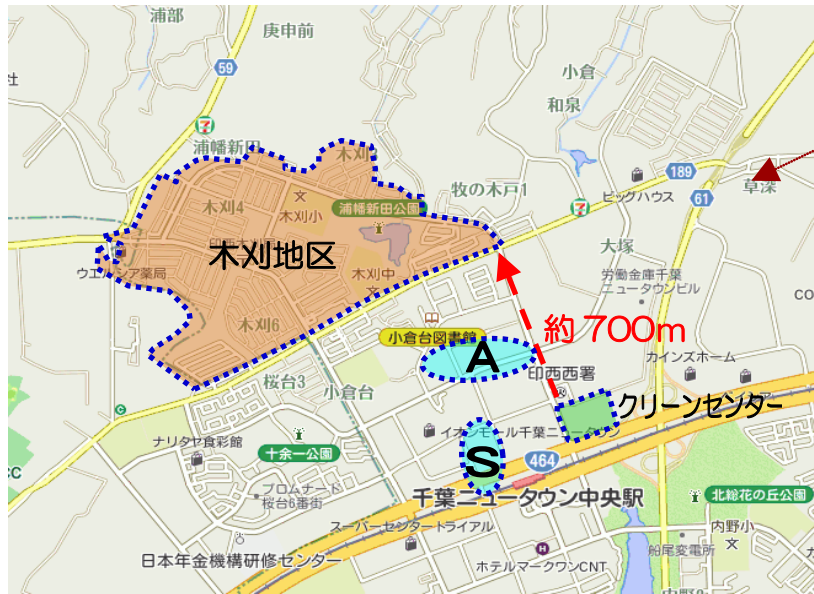 浦部
庚申前
59
小倉
和泉
浦幡新田
牧の木戸1
189
ビッグハウス
草深
61
木刈4
木刈小
浦幡新田公園
大塚
木刈地区
ウエルシア薬局
木刈中
労働金庫千葉
ニュータウンビル
木刈6
小倉台図書館
約700m
A
桜台3
小倉台
印西西署
カインズホーム
クリーンセンター
ナリタヤ食彩館
十余一公園
イオンモール千葉ニュータウン
S
464
CC
プロムナード
桜台6番街
千葉ニュータウン中央駅
北総花の丘公園
スーパーセンタートライアル
内野小
日本年金機構研修センター
船尾変電所
ホテルマークワンCNT